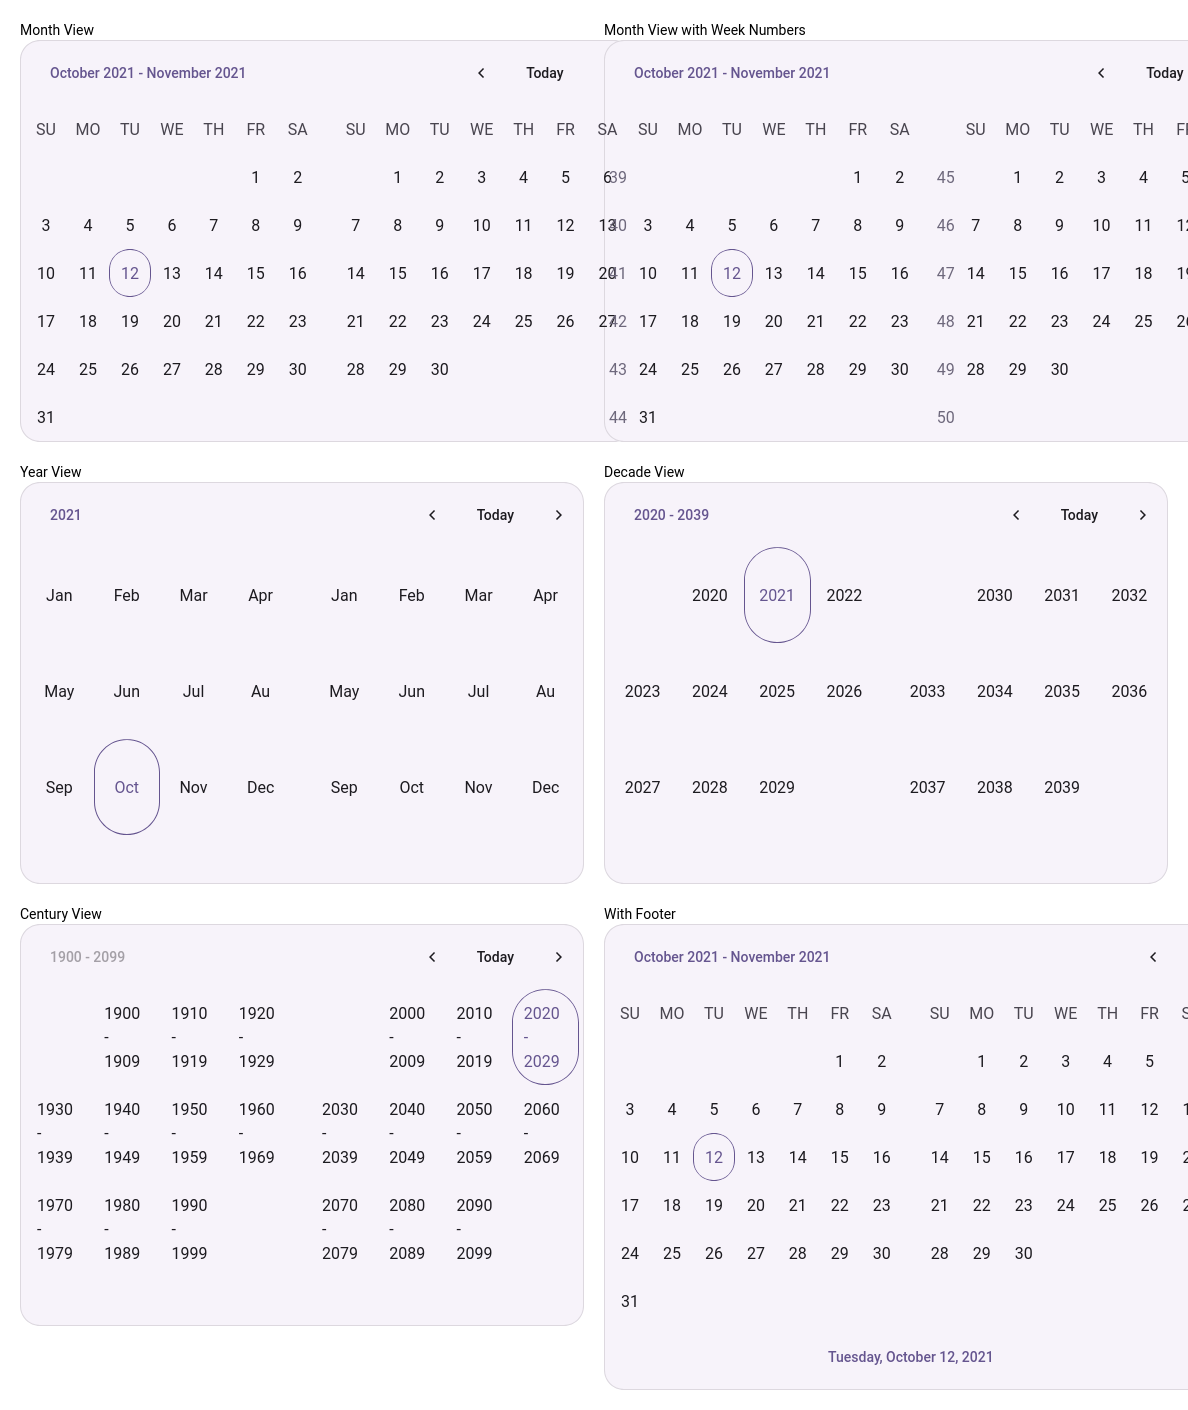 Month View
October 2021 - November 2021 Today
SU MO TU WE TH FR SA SU MO TU WE TH FR SA
1 2 1 2 3 4 5 6
3 4 5 6 7 8 9 7 8 9 10 11 12 13
10 11 12 13 14 15 16 14 15 16 17 18 19 20
17 18 19 20 21 22 23 21 22 23 24 25 26 27
24 25 26 27 28 29 30 28 29 30
31
Month View with Week Numbers
October 2021 - November 2021 Today
SU MO TU WE TH FR SA SU MO TU WE TH
39 1 2 45 1 2 3 4 5
40 3 4 5 6 7 8 9 46 7 8 9 10 11
41 10 11 12 13 14 15 16 47 14 15 16 17 18
42 17 18 19 20 21 22 23 48 21 22 23 24 25
43 24 25 26 27 28 29 30 49 28 29 30
44 31 50
Year View
2021 Today
Jan Feb Mar Apr Jan Feb Mar Apr
May Jun Jul Au May Jun Jul Au
Sep Oct Nov Dec Sep Oct Nov Dec
Decade View
2020 - 2039 Today
2020 2021 2022 2030 2031 2032
2023 2024 2025 2026 2033 2034 2035 2036
2027 2028 2029 2037 2038 2039
Century View
1900 - 2099 Today
1900 1910 1920 2000 2010 2020
- - - - - -
1909 1919 1929 2009 2019 2029
1930 1940 1950 1960 2030 2040 2050 2060
- - - - - - - -
1939 1949 1959 1969 2039 2049 2059 2069
1970 1980 1990 2070 2080 2090
- - - - - -
1979 1989 1999 2079 2089 2099
With Footer
October 2021 - November 2021
SU MO TU WE TH FR SA SU MO TU WE TH FR
1 2 1 2 3 4 5
3 4 5 6 7 8 9 7 8 9 10 11 12
10 11 12 13 14 15 16 14 15 16 17 18 19
17 18 19 20 21 22 23 21 22 23 24 25 26
24 25 26 27 28 29 30 28 29 30
31
Tuesday, October 12, 2021